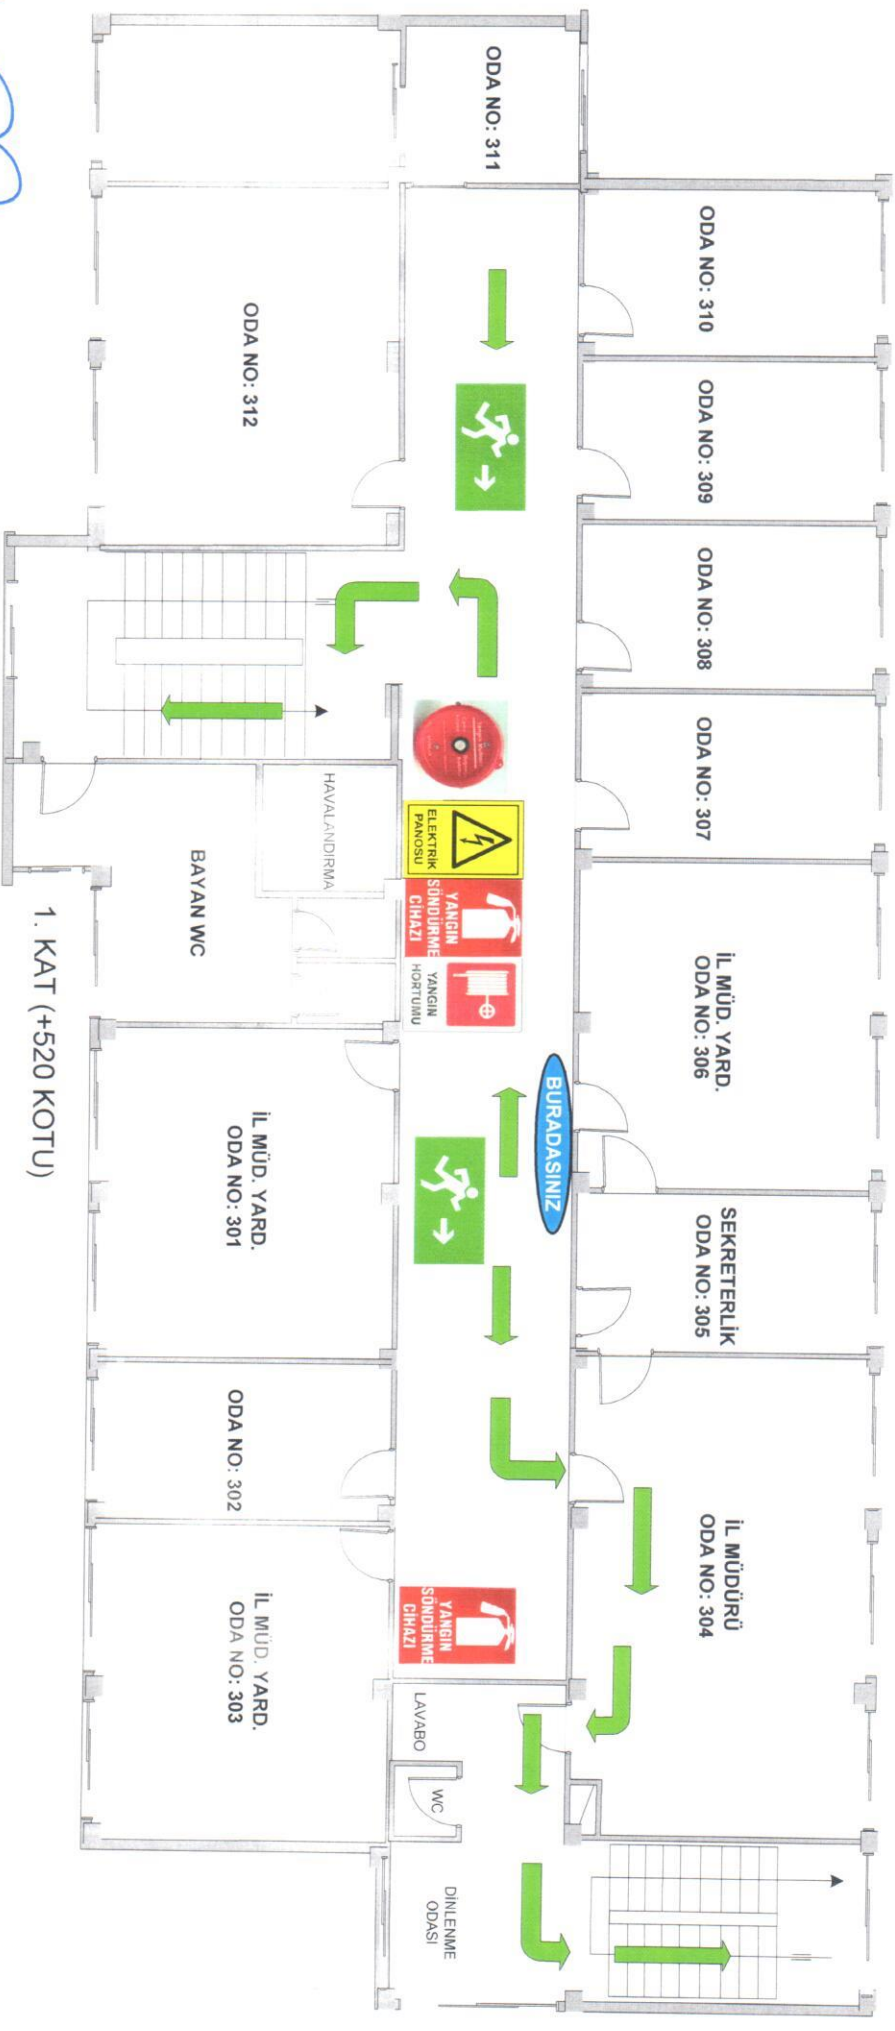 ODA NO: 311
ODA NO: 310
ODA NO: 309
ODA NO: 308
ODA NO: 307
İL MÜD. YARD.
ODA NO: 306
SEKRETERLİK
ODA NO: 305
İL MÜDÜRÜ
ODA NO: 304
BURADASINIZ
ELEKTRİK
PANOSU
YANGIN
SÖNDÜRME
CİHAZI
YANGIN
HORTUMU
YANGIN
SÖNDÜRME
CİHAZI
ODA NO: 312
HAVALANDIRMA
BAYAN WC
İL MÜD. YARD.
ODA NO: 301
ODA NO: 302
İL MÜD. YARD.
ODA NO: 303
LAVABO
WC
DİNLENME
ODASI
1. KAT (+520 KOTU)